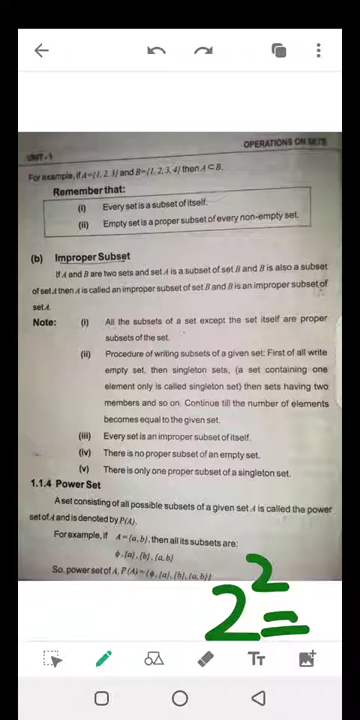 OPERATIONS ON SETS
UNIT - 1
For example, if A={1, 2, 3} and B={1, 2, 3, 4} then A ⊂ B.
Remember that:
(i) Every set is a subset of itself.
(ii) Empty set is a proper subset of every non-empty set.
(b) Improper Subset
If A and B are two sets and set A is a subset of set B and B is also a subset
of set A then A is called an improper subset of set B and B is an improper subset of
set A.
Note: (i) All the subsets of a set except the set itself are proper
subsets of the set.
(ii) Procedure of writing subsets of a given set: First of all write
empty set, then singleton sets, (a set containing one
element only is called singleton set) then sets having two
members and so on. Continue till the number of elements
becomes equal to the given set.
(iii) Every set is an improper subset of itself.
(iv) There is no proper subset of an empty set.
(v) There is only one proper subset of a singleton set.
1.1.4 Power Set
A set consisting of all possible subsets of a given set A is called the power
set of A and is denoted by P(A).
For example, if A={a, b}, then all its subsets are:
ϕ, {a}, {b}, {a, b}
So, power set of A, P(A)={ϕ, {a}, {b}, {a, b}}
2² =
Tт